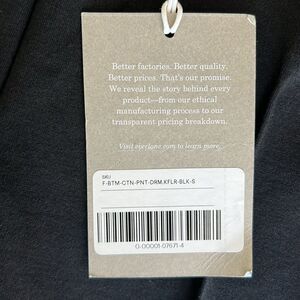 Better factories. Better quality.
Better prices. That's our promise.
We reveal the story behind every
product—from our ethical
manufacturing process to our
transparent pricing breakdown.
Visit everlane.com to learn more.
SKU
F-BTM-CTN-PNT-DRM.KFLR-BLK-S
0-00001-07671-4